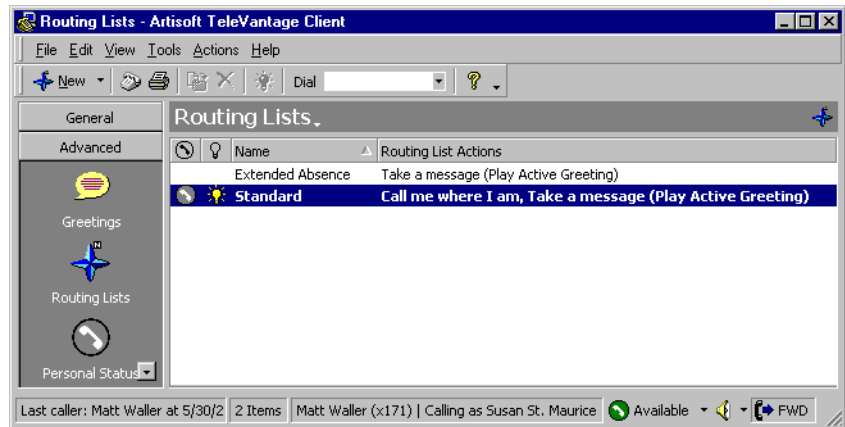 Routing Lists - Artisoft TeleVantage Client
File Edit View Tools Actions Help
New Dial
General
Routing Lists
Advanced
Name Routing List Actions
Extended Absence Take a message (Play Active Greeting)
Standard Call me where I am, Take a message (Play Active Greeting)
Greetings
N
Routing Lists
Personal Status
Last caller: Matt Waller at 5/30/2 2 Items Matt Waller (x171) | Calling as Susan St. Maurice Available FWD